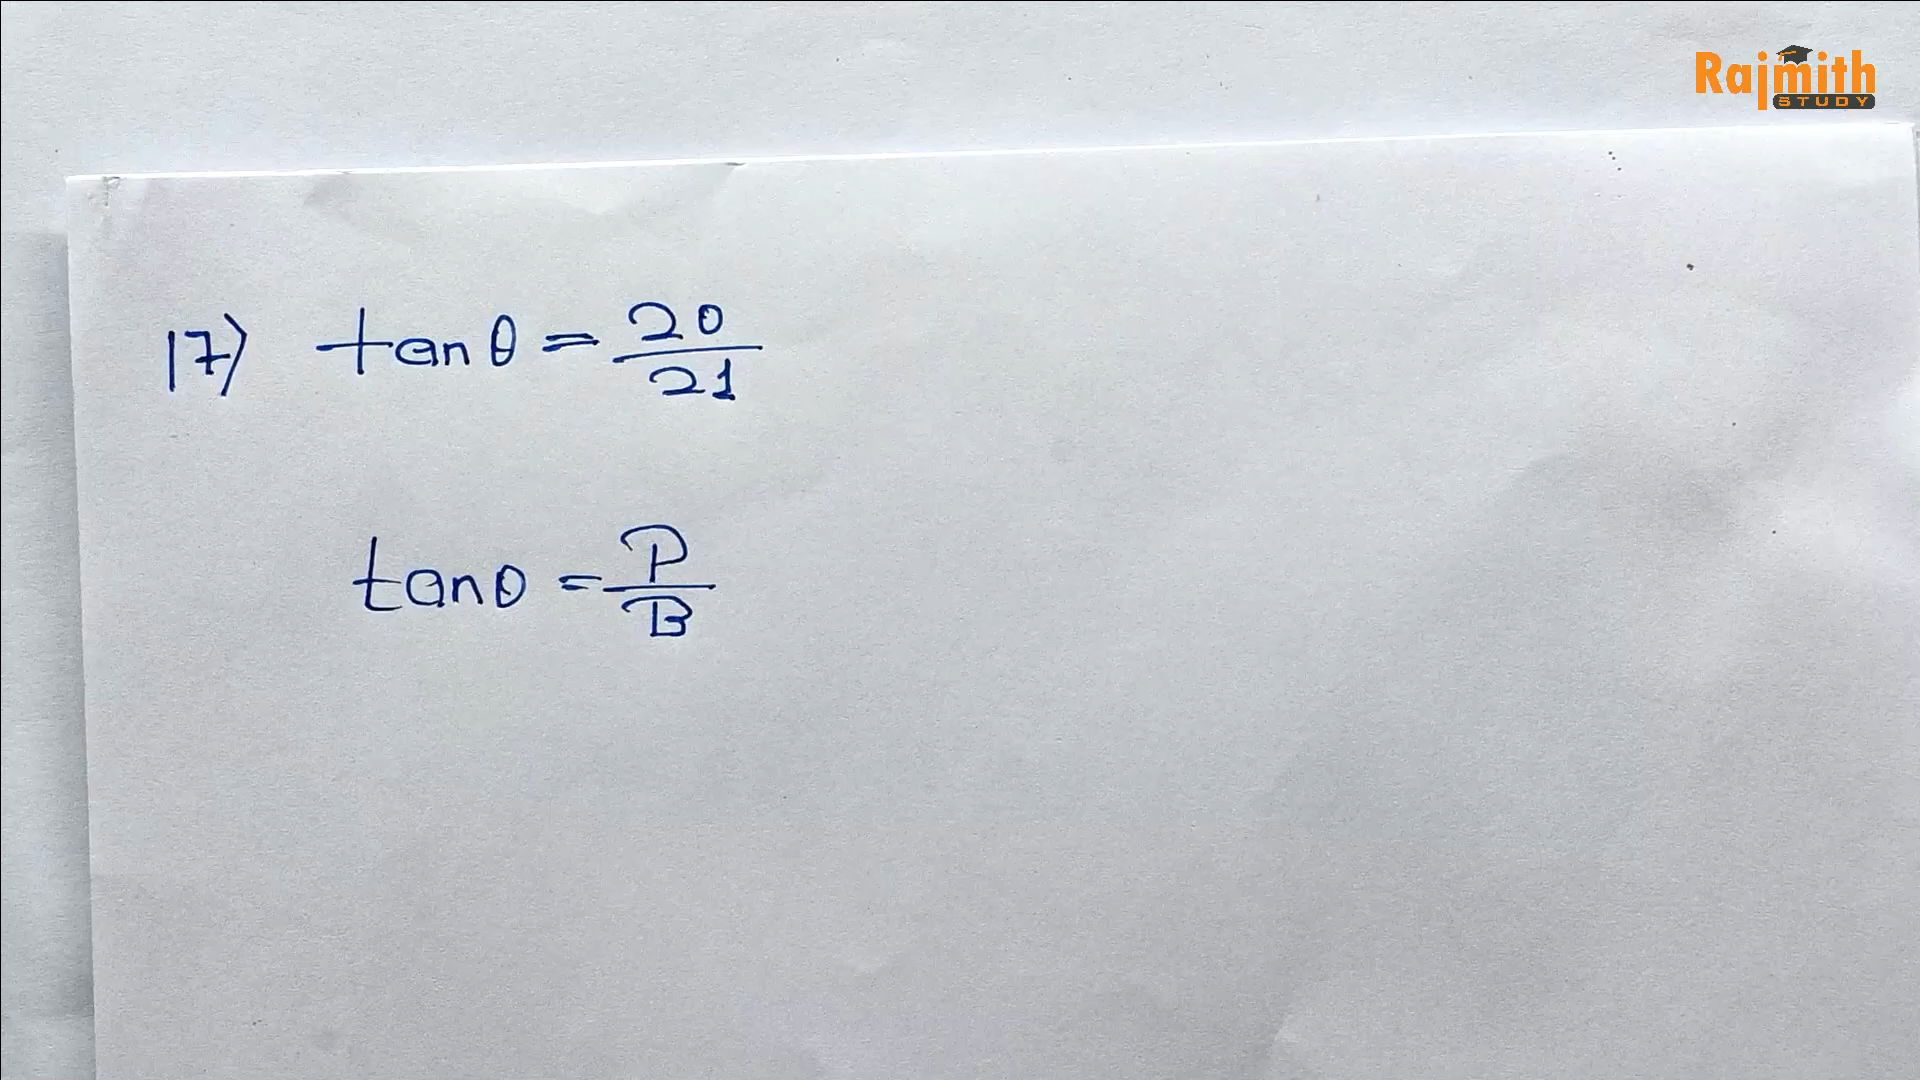 Rajmith
STUDY
17) tan θ = 20/21
tan θ = P/B